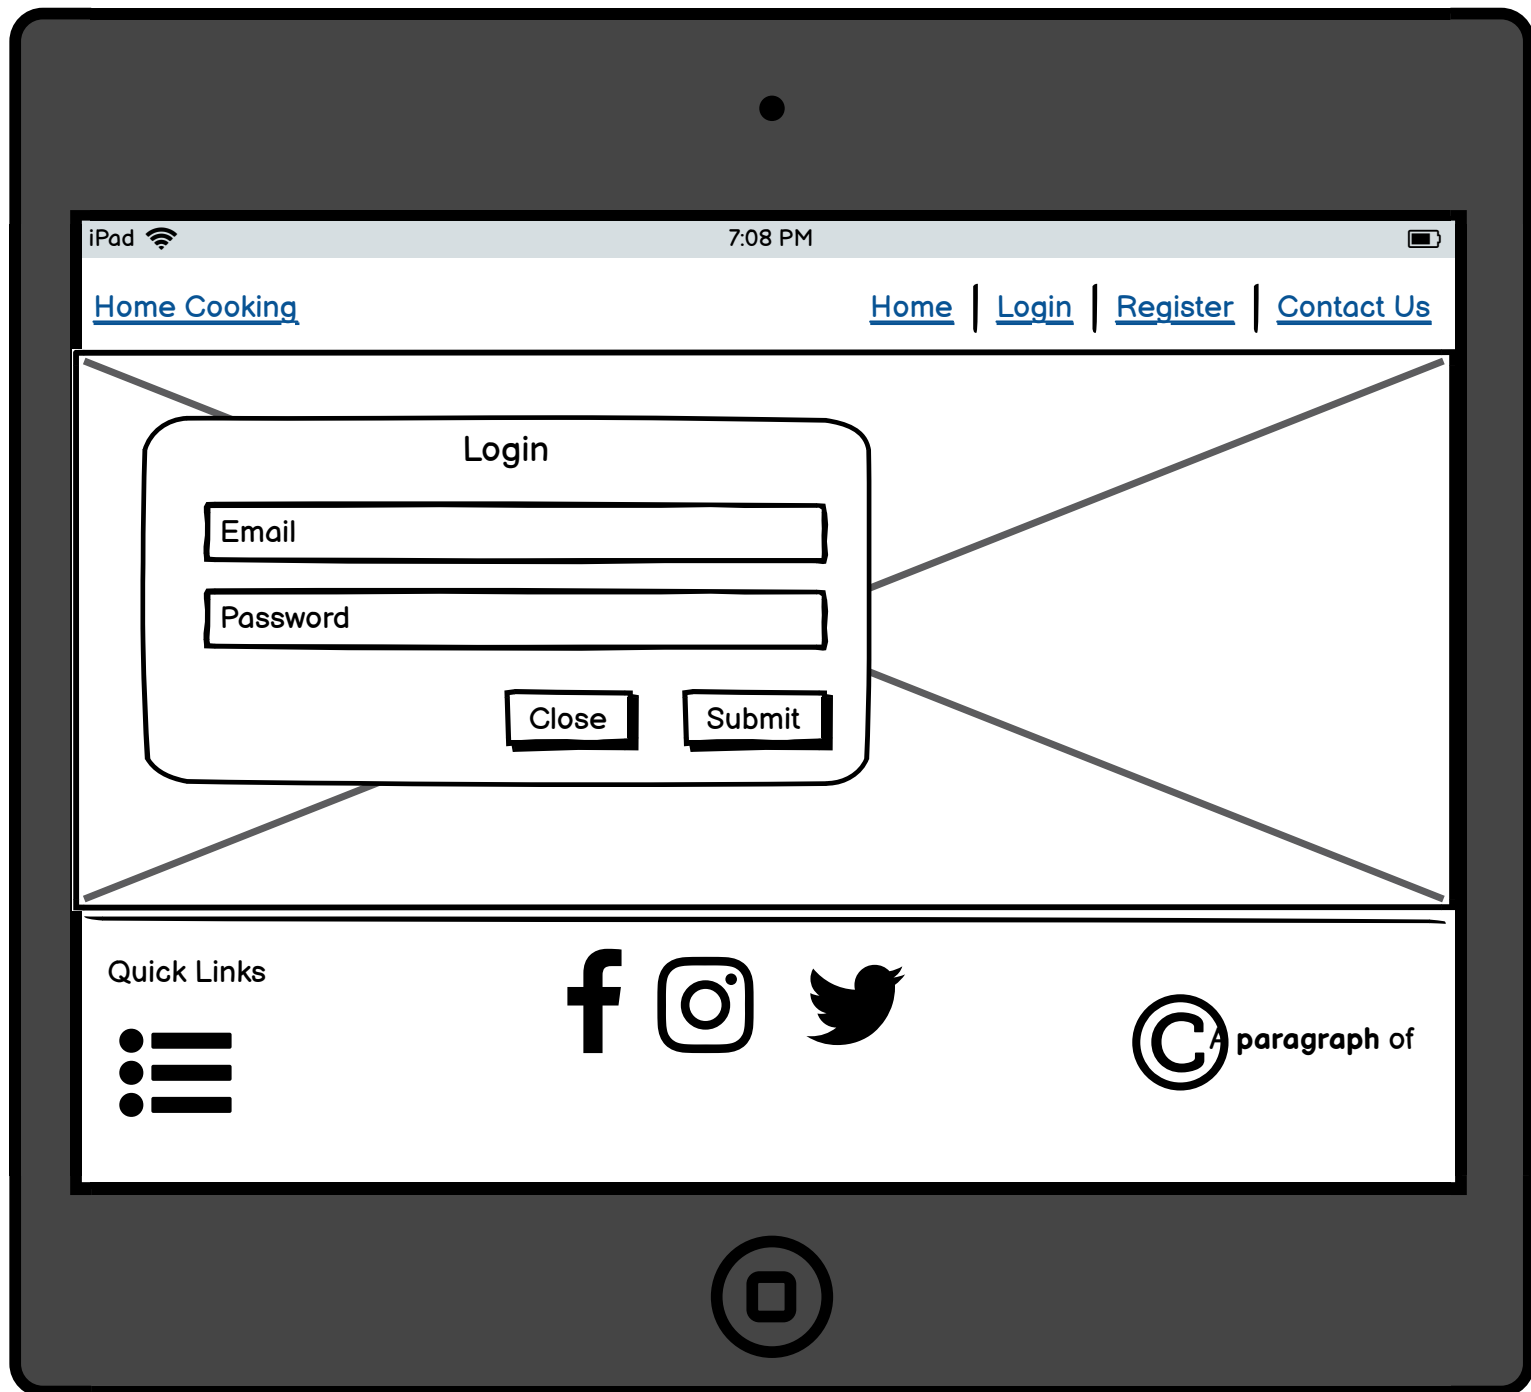 iPad 7:08 PM
Home Cooking Home Login Register Contact Us
Login
Email
Password
Close Submit
Quick Links
© A paragraph of